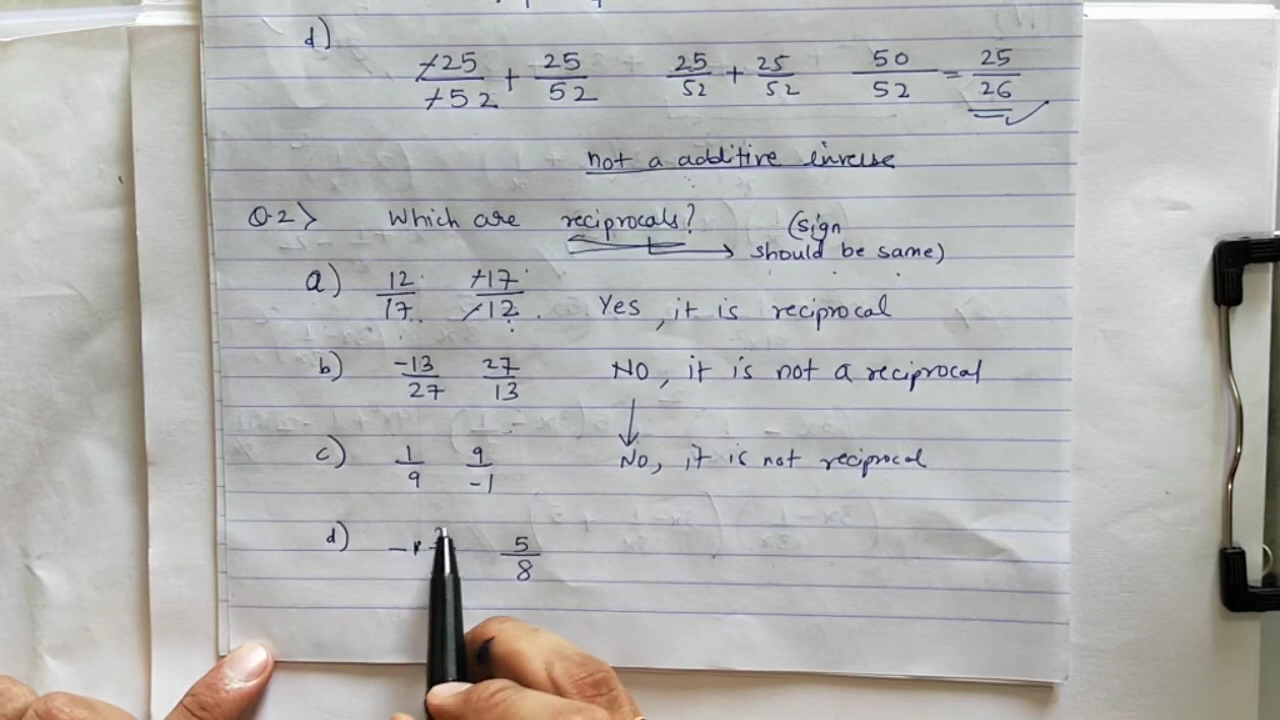 d)
-25/-52 + 25/52 25/52 + 25/52 50/52 = 25/26 ✓
not a additive inverse
Q.2> Which are reciprocals? (sign
→ should be same)
a) 12/17 -17/-12 Yes, it is reciprocal
b) -13/27 27/13 NO, it is not a reciprocal
↓
c) 1/9 9/-1 No, it is not reciprocal
d) 5/8